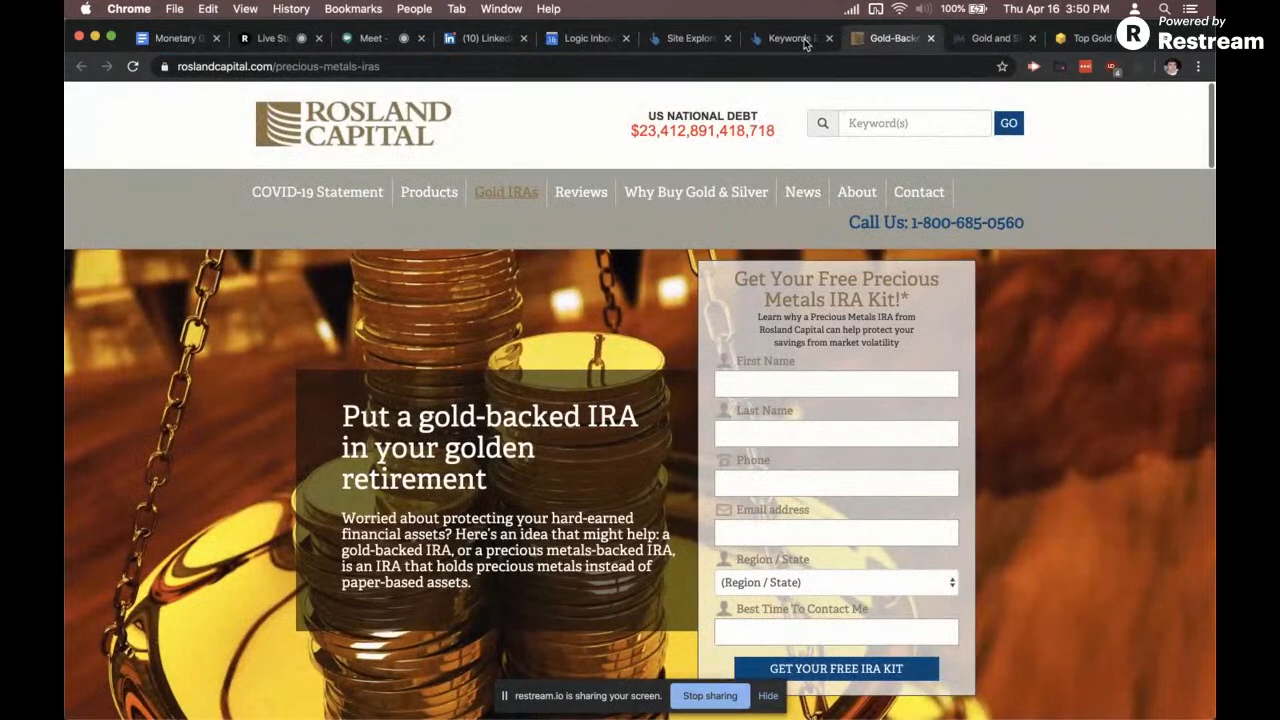 Chrome File Edit View History Bookmarks People Tab Window Help 100% Thu Apr 16 3:50 PM
Powered by
Restream
Monetary G Live St Meet - (10) Linked Logic Inbou Site Explor Keywords Gold-Backe Gold and S Top Gold
roslandcapital.com/precious-metals-iras
4
ROSLAND
CAPITAL
US NATIONAL DEBT
$23,412,891,418,718
Keyword(s)
GO
COVID-19 Statement Products Gold IRAs Reviews Why Buy Gold & Silver News About Contact
Call Us: 1-800-685-0560
Get Your Free Precious
Metals IRA Kit!*
Learn why a Precious Metals IRA from
Rosland Capital can help protect your
savings from market volatility
First Name
Last Name
Phone
Email address
Region / State
(Region / State)
Best Time To Contact Me
GET YOUR FREE IRA KIT
Put a gold-backed IRA
in your golden
retirement
Worried about protecting your hard-earned
financial assets? Here's an idea that might help: a
gold-backed IRA, or a precious metals-backed IRA,
is an IRA that holds precious metals instead of
paper-based assets.
restream.io is sharing your screen. Stop sharing Hide